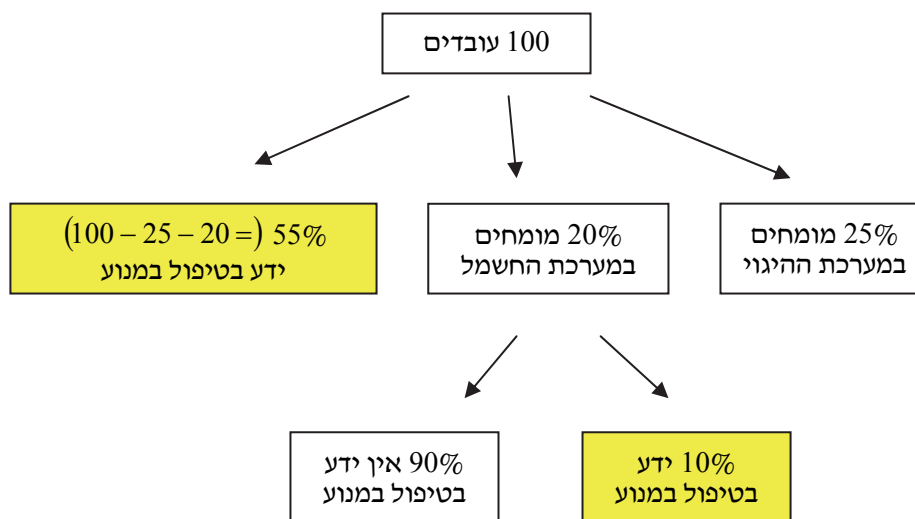 100 עובדים
25% מומחים
במערכת ההיגוי
20% מומחים
במערכת החשמל
55% (= 100 – 25 – 20)
ידע בטיפול במנוע
10% ידע
בטיפול במנוע
90% אין ידע
בטיפול במנוע